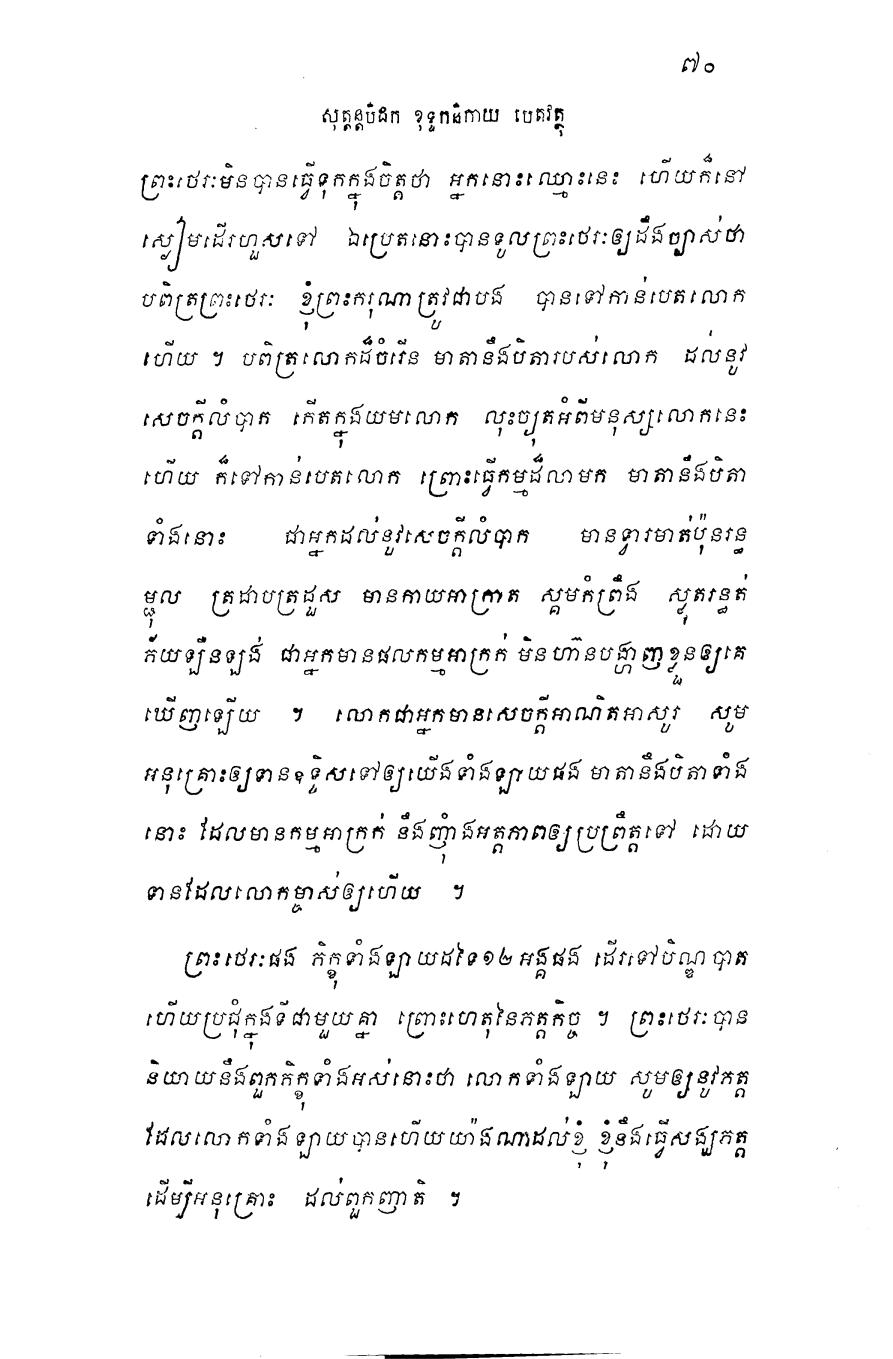 ៧០
សុត្តន្តបិដក ខុទ្ទកនិកាយ បេតវត្ថុ
ព្រះថេរៈមិនបានធ្វើទុកក្នុងចិត្តថា អ្នកនោះឈ្មោះនេះ ហើយក៏នៅ
ស្ងៀមដើរហួសទៅ ឯប្រេតនោះបានទូលព្រះថេរៈឲ្យដឹងច្បាស់ថា
បពិត្រព្រះថេរៈ ខ្ញុំព្រះករុណាត្រូវជាបង បានទៅកាន់បេតលោក
ហើយ ។ បពិត្រលោកដ៏ចំរើន មាតានឹងបិតារបស់លោក ដល់នូវ
សេចក្តីលំបាក កើតក្នុងយមលោក លុះច្យុតអំពីមនុស្សលោកនេះ
ហើយ ក៏ទៅកាន់បេតលោក ព្រោះធ្វើកម្មដ៏លាមក មាតានឹងបិតា
ទាំងនោះ ជាអ្នកដល់នូវសេចក្តីលំបាក មានទ្វារមាត់ប៉ុនរន្ធ
ម្ជុល ត្រដាបត្រដួស មានកាយអាក្រាត ស្គមកំព្រឹង ស្លុតរន្ធត់
ភ័យឡឺនឡង់ ជាអ្នកមានផលកម្មអាក្រក់ មិនហ៊ានបង្ហាញខ្លួនឲ្យគេ
ឃើញឡើយ ។ លោកជាអ្នកមានសេចក្តីអាណិតអាសូរ សូម
អនុគ្រោះឲ្យទានឧទ្ទិសទៅឲ្យយើងទាំងឡាយផង មាតានឹងបិតាទាំង
នោះ ដែលមានកម្មអាក្រក់ នឹងញុំាងអត្តភាពឲ្យប្រព្រឹត្តទៅ ដោយ
ទានដែលលោកម្ចាស់ឲ្យហើយ ។
ព្រះថេរៈផង ភិក្ខុទាំងឡាយដទៃ១២អង្គផង ដើរទៅបិណ្ឌបាត
ហើយប្រជុំក្នុងទីជាមួយគ្នា ព្រោះហេតុនៃភត្តកិច្ច ។ ព្រះថេរៈបាន
និយាយនឹងពួកភិក្ខុទាំងអស់នោះថា លោកទាំងឡាយ សូមឲ្យនូវភត្ត
ដែលលោកទាំងឡាយបានហើយយ៉ាងណាដល់ខ្ញុំ ខ្ញុំនឹងធ្វើសង្ឃភត្ត
ដើម្បីអនុគ្រោះ ដល់ពួកញាតិ ។